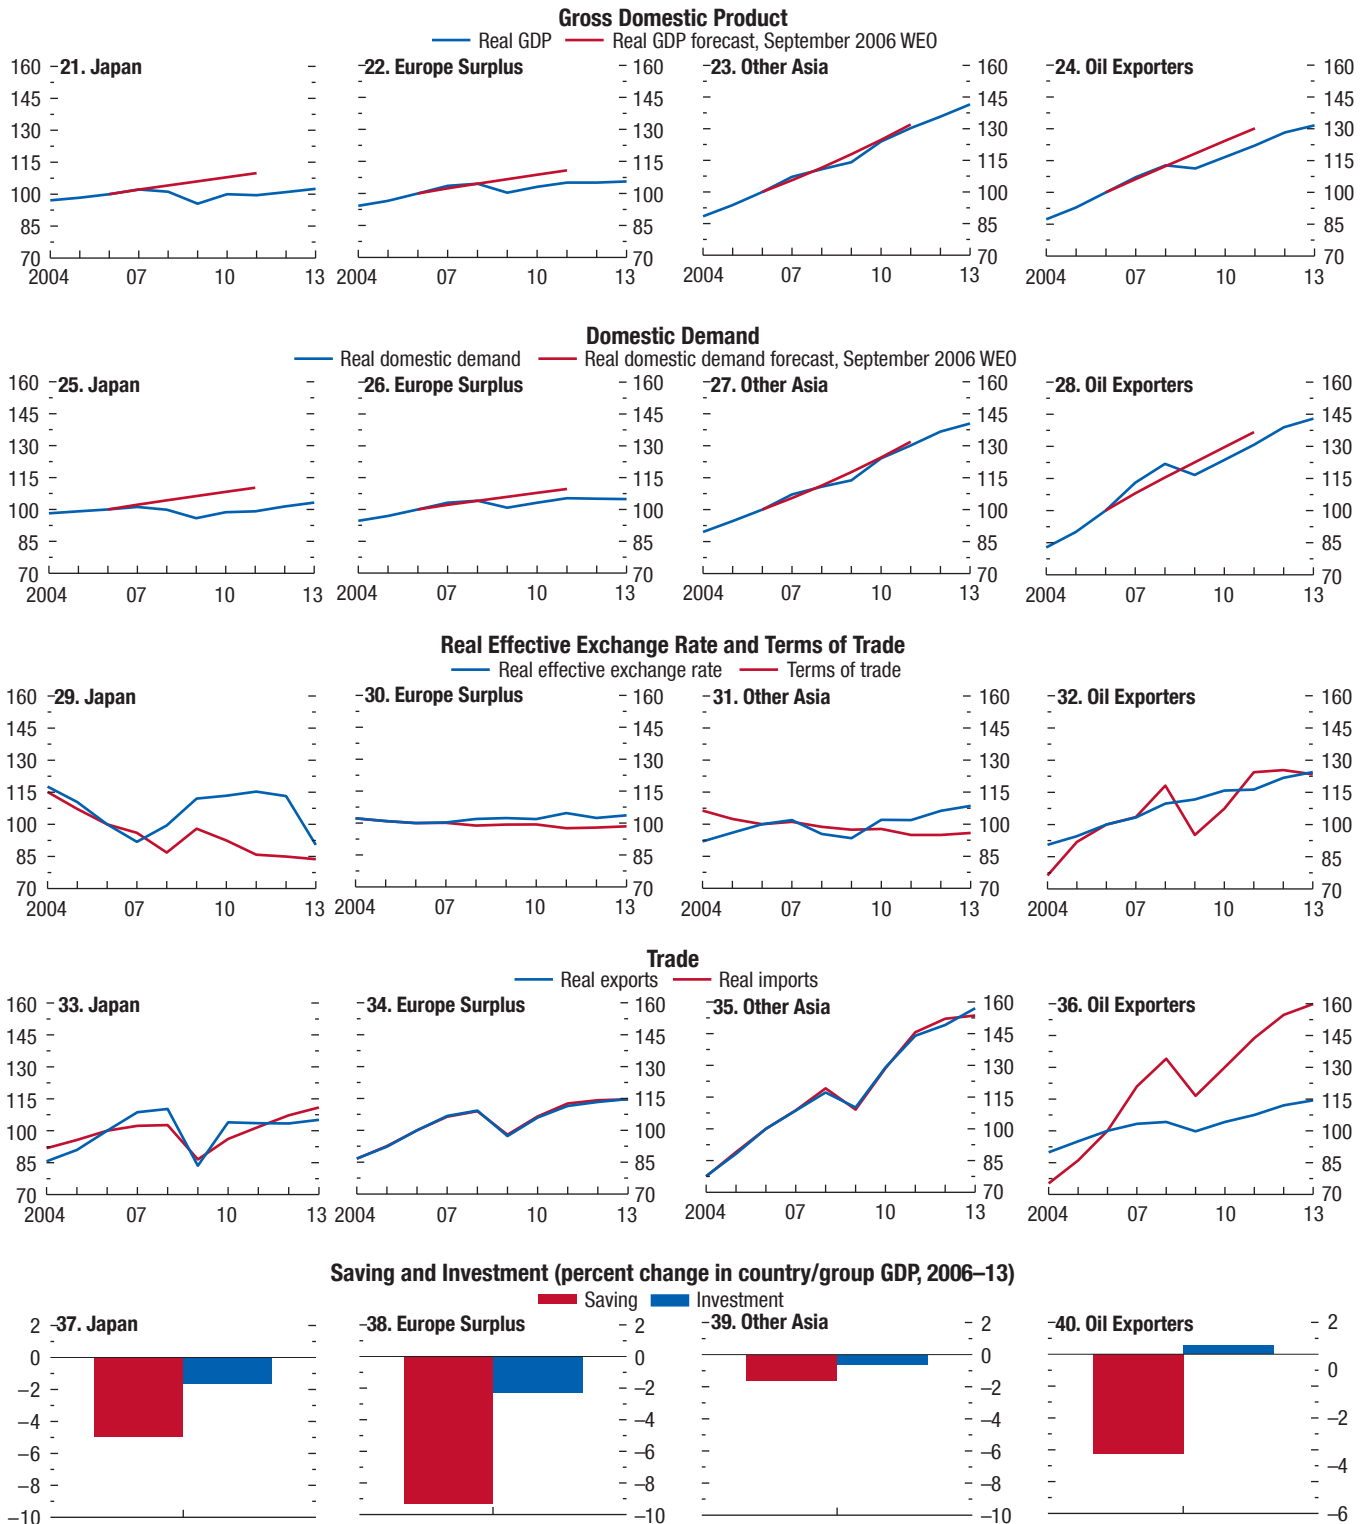 Gross Domestic Product
Real GDP Real GDP forecast, September 2006 WEO
21. Japan 22. Europe Surplus 23. Other Asia 24. Oil Exporters
160 160 160 160
145 145 145 145
130 130 130 130
115 115 115 115
100 100 100 100
85 85 85 85
70 70 70 70
2004 07 10 13 2004 07 10 13 2004 07 10 13 2004 07 10 13
Domestic Demand
Real domestic demand Real domestic demand forecast, September 2006 WEO
25. Japan 26. Europe Surplus 27. Other Asia 28. Oil Exporters
160 160 160 160
145 145 145 145
130 130 130 130
115 115 115 115
100 100 100 100
85 85 85 85
70 70 70 70
2004 07 10 13 2004 07 10 13 2004 07 10 13 2004 07 10 13
Real Effective Exchange Rate and Terms of Trade
Real effective exchange rate Terms of trade
29. Japan 30. Europe Surplus 31. Other Asia 32. Oil Exporters
160 160 160 160
145 145 145 145
130 130 130 130
115 115 115 115
100 100 100 100
85 85 85 85
70 70 70 70
2004 07 10 13 2004 07 10 13 2004 07 10 13 2004 07 10 13
Trade
Real exports Real imports
33. Japan 34. Europe Surplus 35. Other Asia 36. Oil Exporters
160 160 160 160
145 145 145 145
130 130 130 130
115 115 115 115
100 100 100 100
85 85 85 85
70 70 70 70
2004 07 10 13 2004 07 10 13 2004 07 10 13 2004 07 10 13
Saving and Investment (percent change in country/group GDP, 2006–13)
Saving Investment
37. Japan 38. Europe Surplus 39. Other Asia 40. Oil Exporters
2 2 2 2
0 0 0 0
–2 –2 –2 –2
–4 –4 –4 –4
–6 –6 –6 –6
–8 –8 –8
–10 –10 –10